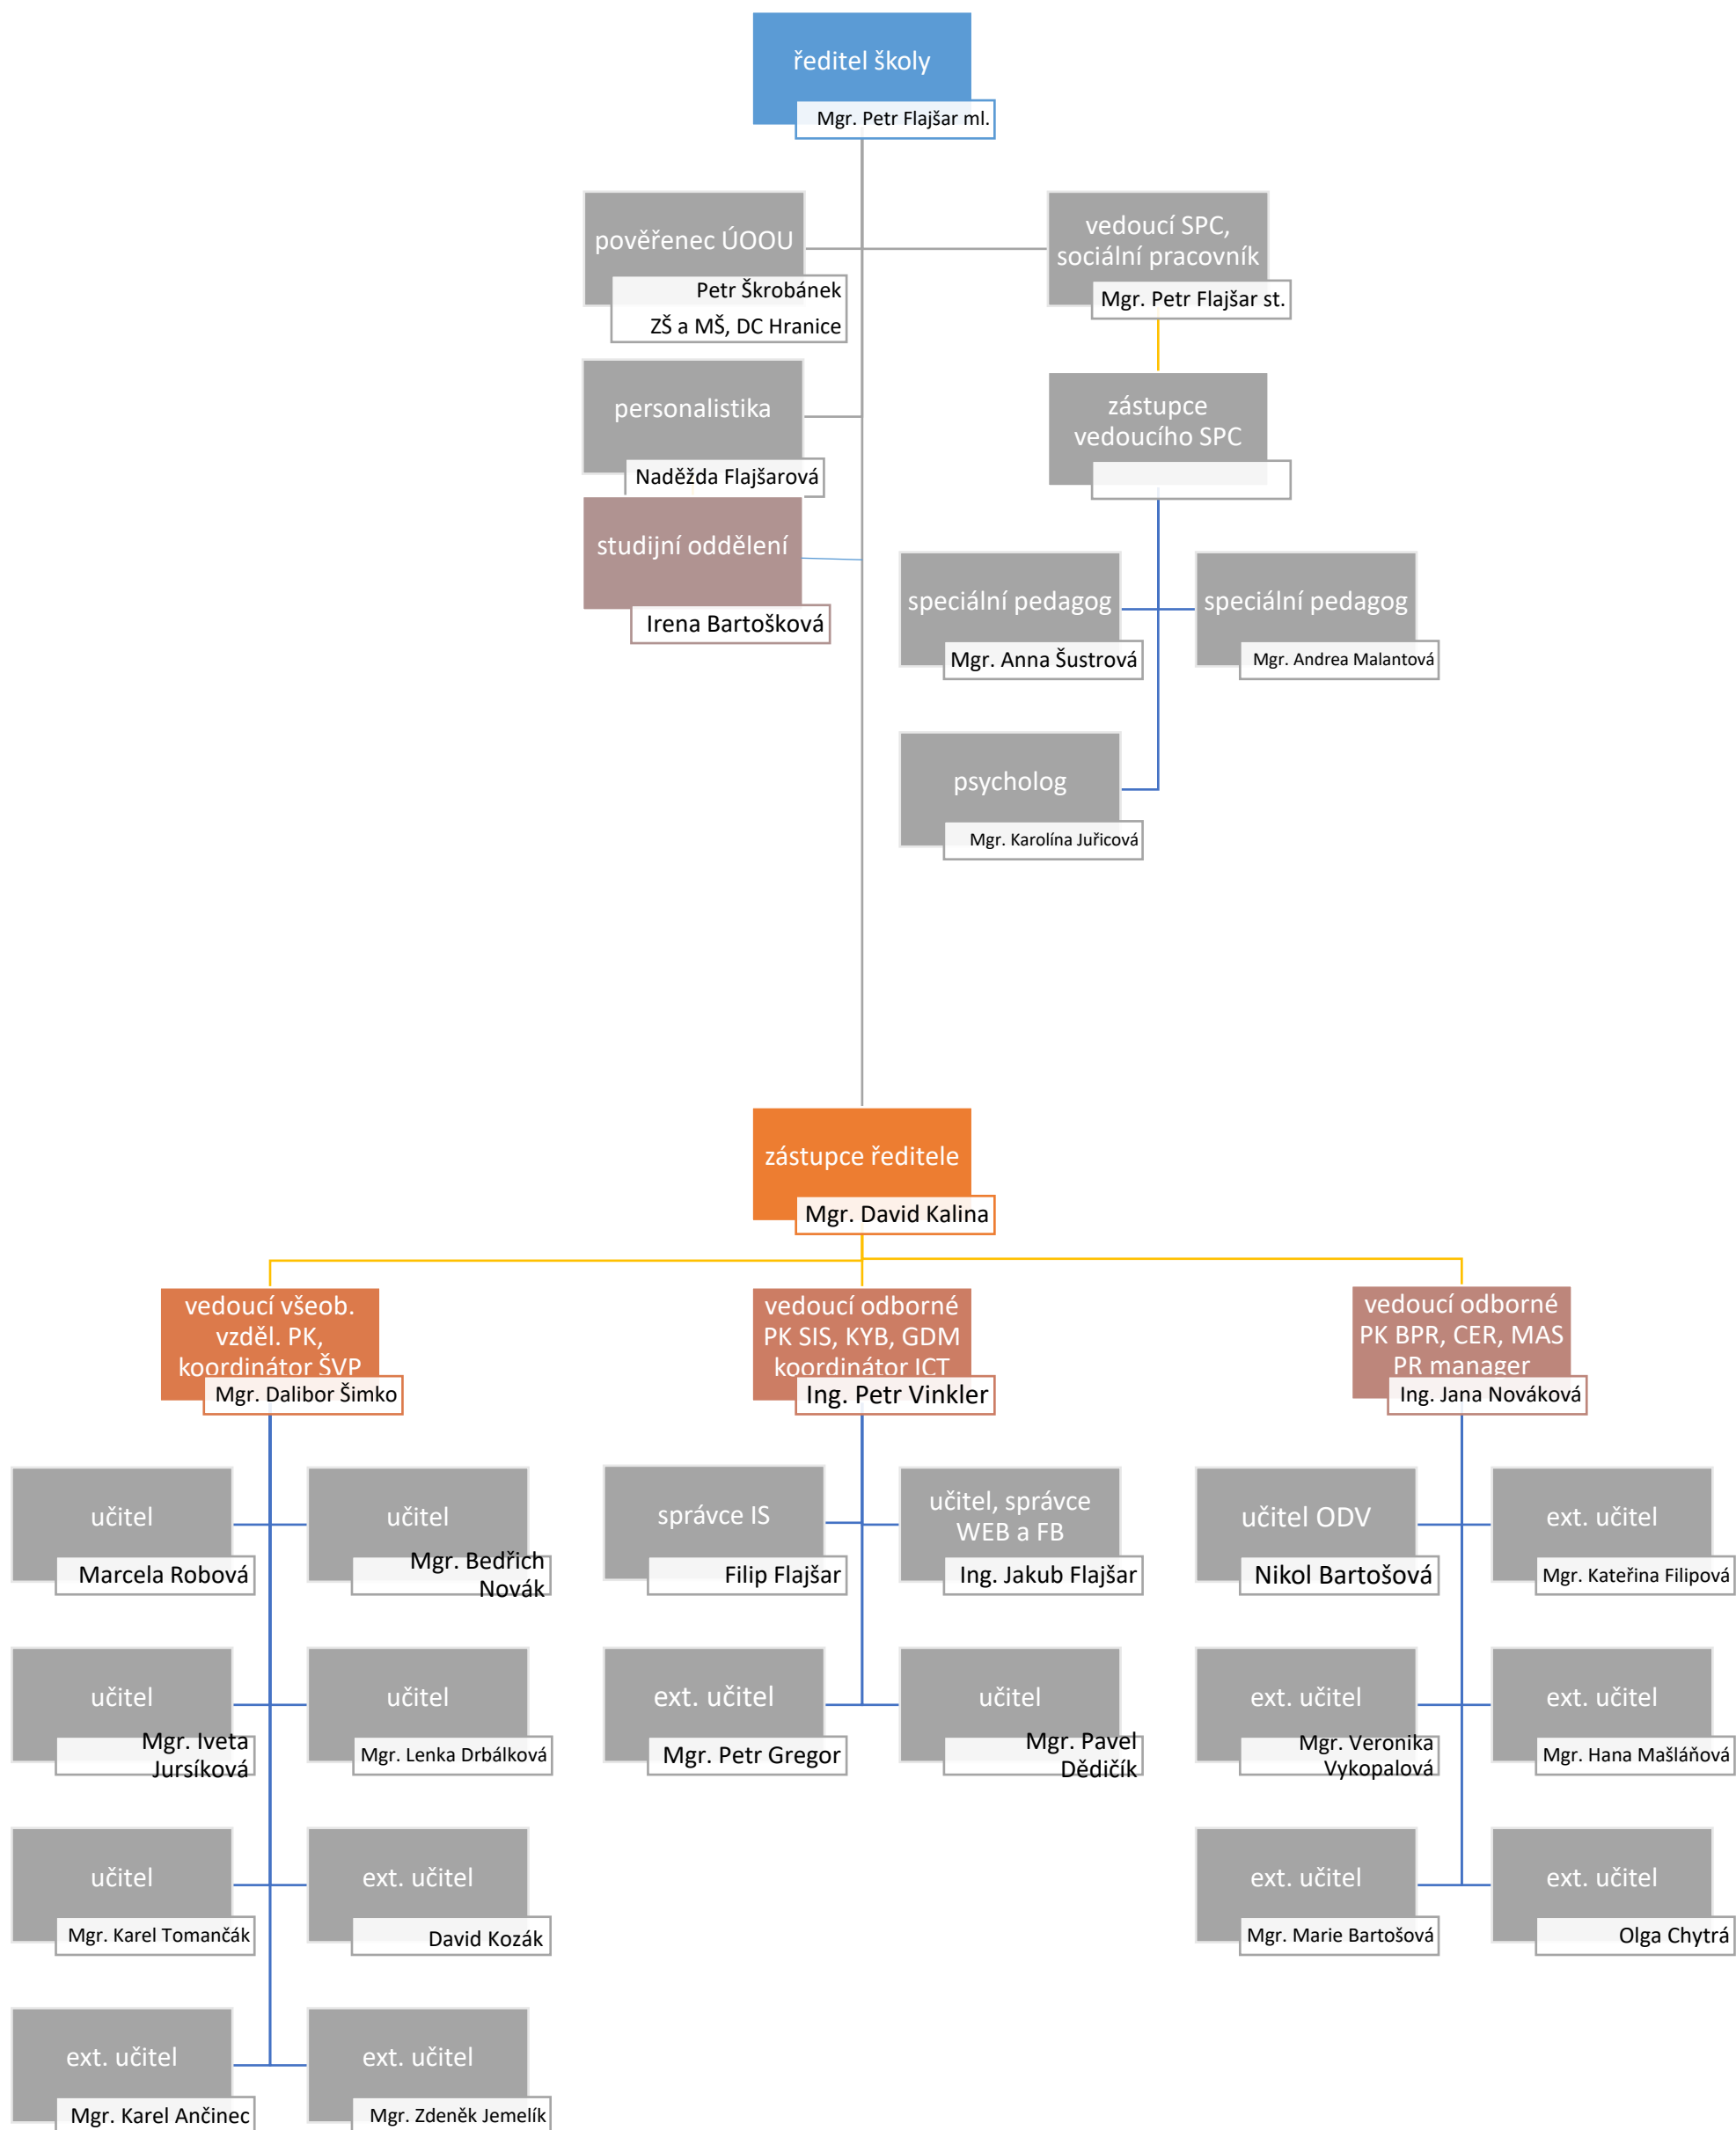 ředitel školy
Mgr. Petr Flajšar ml.
pověřenec ÚOOU
Petr Škrobánek
ZŠ a MŠ, DC Hranice
vedoucí SPC,
sociální pracovník
Mgr. Petr Flajšar st.
personalistika
Naděžda Flajšarová
zástupce
vedoucího SPC
studijní oddělení
Irena Bartošková
speciální pedagog
Mgr. Anna Šustrová
speciální pedagog
Mgr. Andrea Malantová
psycholog
Mgr. Karolína Juřicová
zástupce ředitele
Mgr. David Kalina
vedoucí všeob.
vzděl. PK,
koordinátor ŠVP
Mgr. Dalibor Šimko
vedoucí odborné
PK SIS, KYB, GDM
koordinátor ICT
Ing. Petr Vinkler
vedoucí odborné
PK BPR, CER, MAS
PR manager
Ing. Jana Nováková
učitel
Marcela Robová
učitel
Mgr. Bedřich
Novák
správce IS
Filip Flajšar
učitel, správce
WEB a FB
Ing. Jakub Flajšar
učitel ODV
Nikol Bartošová
ext. učitel
Mgr. Kateřina Filipová
učitel
Mgr. Iveta
Jursíková
učitel
Mgr. Lenka Drbálková
ext. učitel
Mgr. Petr Gregor
učitel
Mgr. Pavel
Dědičík
ext. učitel
Mgr. Veronika
Vykopalová
ext. učitel
Mgr. Hana Mašláňová
učitel
Mgr. Karel Tomančák
ext. učitel
David Kozák
ext. učitel
Mgr. Marie Bartošová
ext. učitel
Olga Chytrá
ext. učitel
Mgr. Karel Ančinec
ext. učitel
Mgr. Zdeněk Jemelík